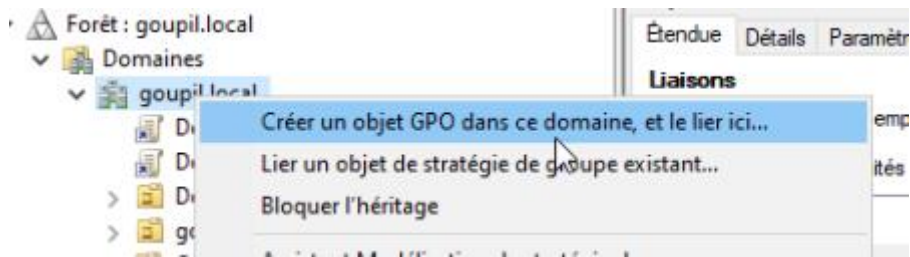 Forêt : goupil.local
Domaines
goupil.local
Créer un objet GPO dans ce domaine, et le lier ici...
Lier un objet de stratégie de groupe existant...
Bloquer l'héritage
Étendue Détails Paramètr
Liaisons